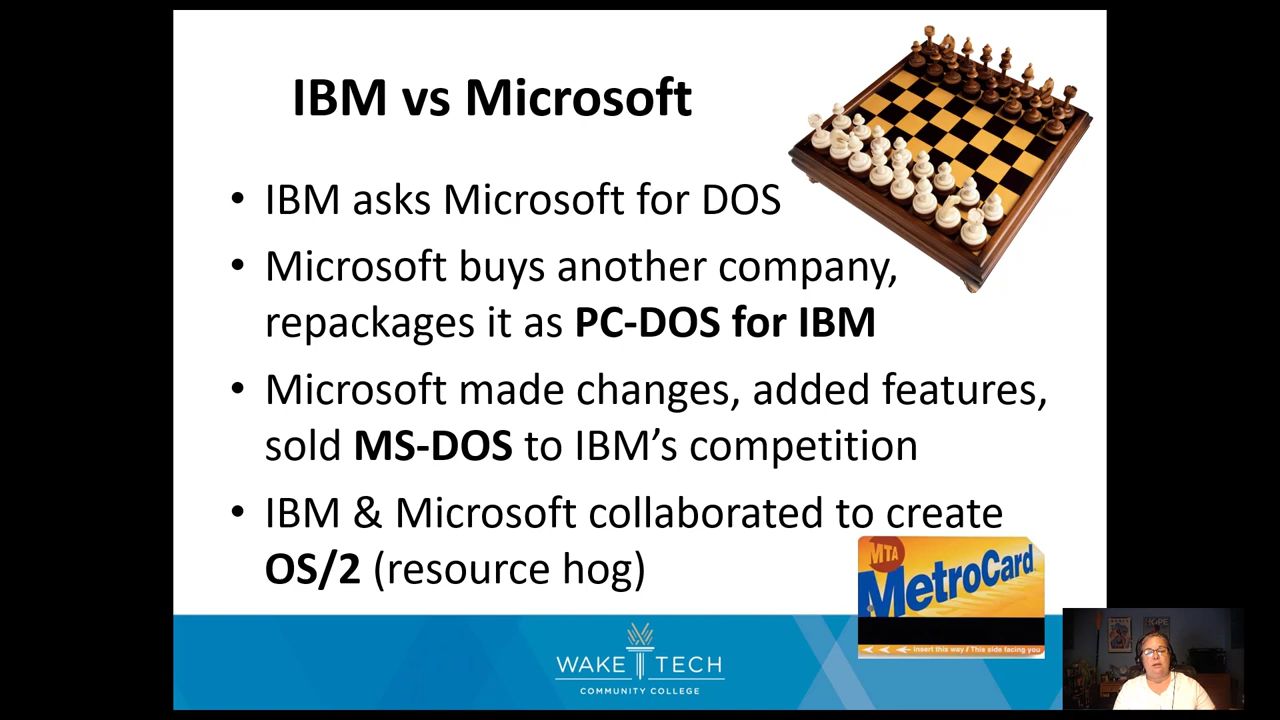 IBM vs Microsoft
• IBM asks Microsoft for DOS
• Microsoft buys another company,
repackages it as PC-DOS for IBM
• Microsoft made changes, added features,
sold MS-DOS to IBM’s competition
• IBM & Microsoft collaborated to create
OS/2 (resource hog)
MTA
MetroCard
Insert this way / This side facing you
WAKE TECH
COMMUNITY COLLEGE
HOPE